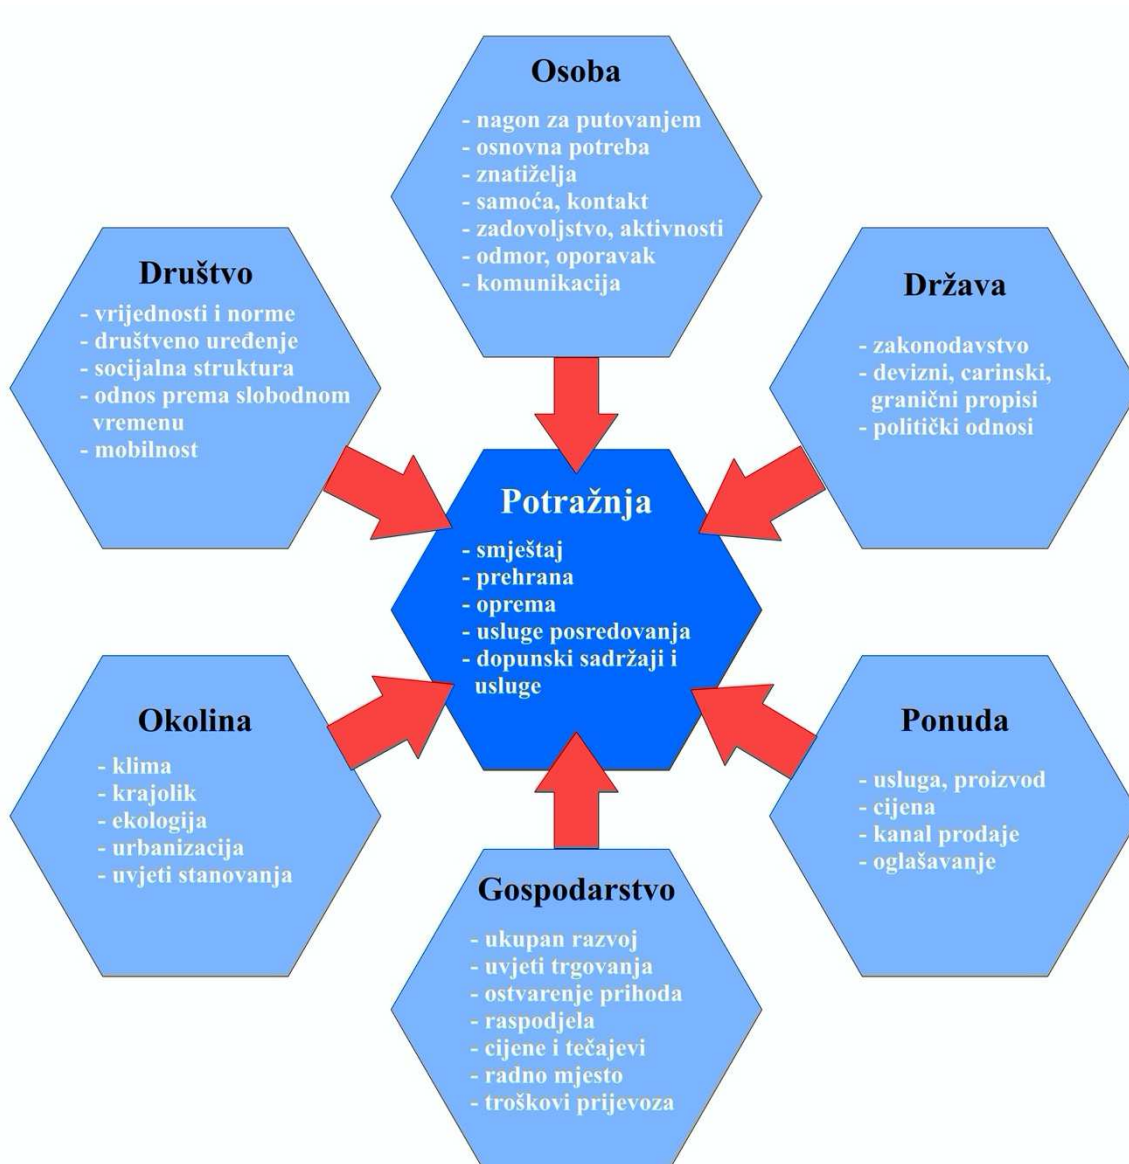 Osoba
- nagon za putovanjem
- osnovna potreba
- znatiželja
- samoća, kontakt
- zadovoljstvo, aktivnosti
- odmor, oporavak
- komunikacija
Društvo
- vrijednosti i norme
- društveno uređenje
- socijalna struktura
- odnos prema slobodnom
vremenu
- mobilnost
Država
- zakonodavstvo
- devizni, carinski,
granični propisi
- politički odnosi
Potražnja
- smještaj
- prehrana
- oprema
- usluge posredovanja
- dopunski sadržaji i
usluge
Okolina
- klima
- krajolik
- ekologija
- urbanizacija
- uvjeti stanovanja
Ponuda
- usluga, proizvod
- cijena
- kanal prodaje
- oglašavanje
Gospodarstvo
- ukupan razvoj
- uvjeti trgovanja
- ostvarenje prihoda
- raspodjela
- cijene i tečajevi
- radno mjesto
- troškovi prijevoza